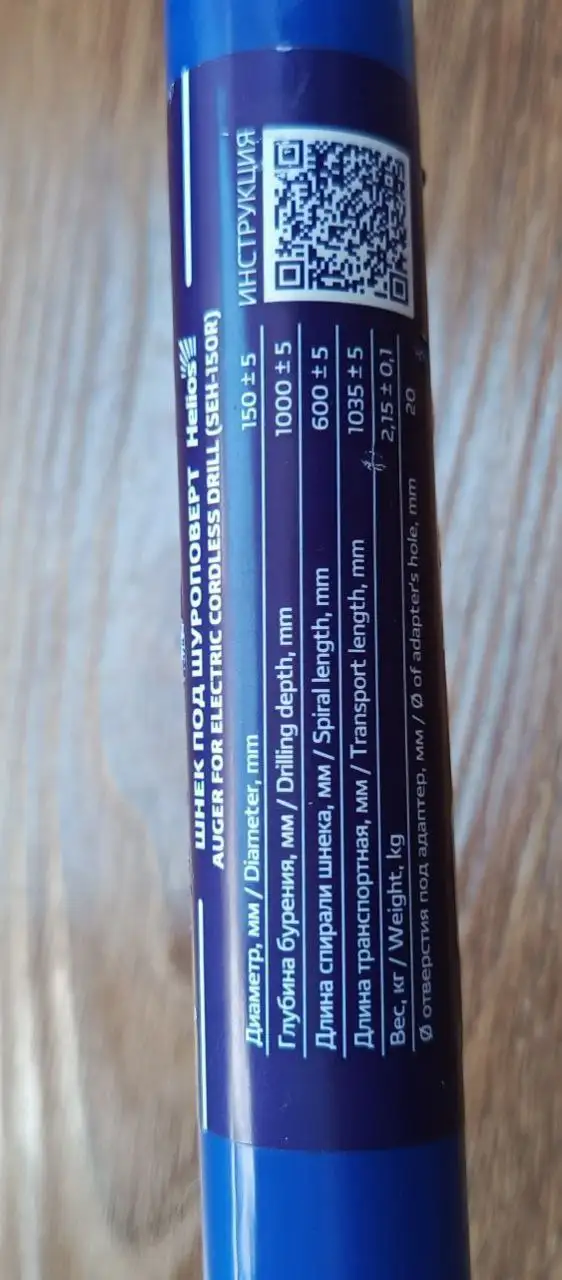 ШНЕК ПОД ШУРОПОВЕРТ Helios
AUGER FOR ELECTRIC CORDLESS DRILL (SEH-150R)
ИНСТРУКЦИЯ
Диаметр, мм / Diameter, mm 150 ± 5
Глубина бурения, мм / Drilling depth, mm 1000 ± 5
Длина спирали шнека, мм / Spiral length, mm 600 ± 5
Длина транспортная, мм / Transport length, mm 1035 ± 5
Вес, кг / Weight, kg 2,15 ± 0,1
Ø отверстия под адаптер, мм / Ø of adapter's hole, mm 20